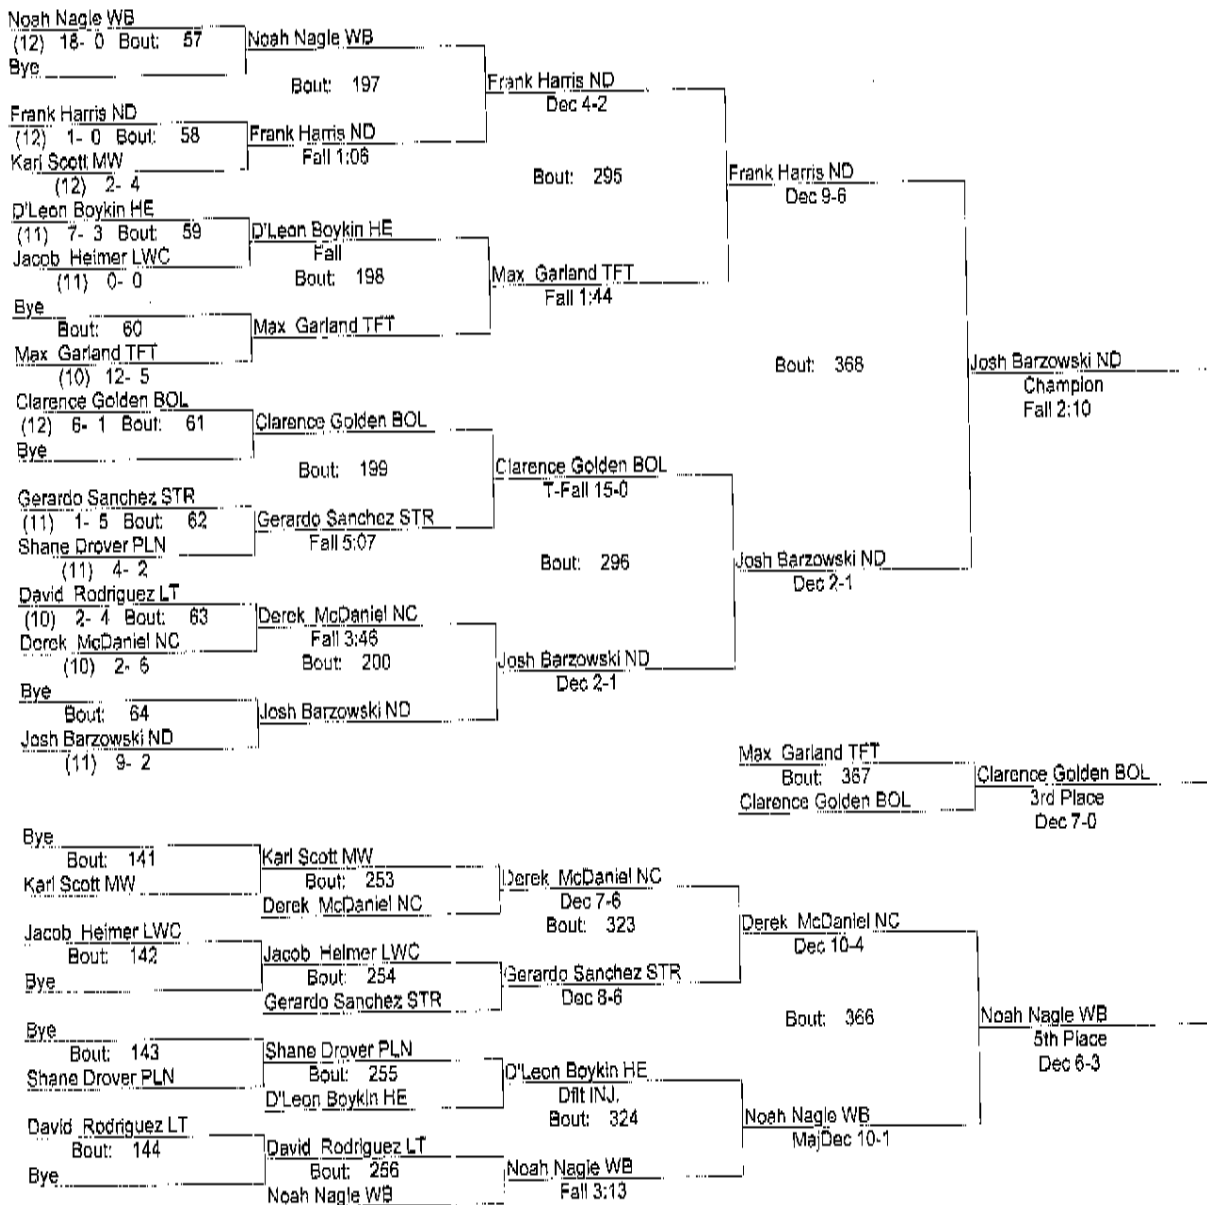 Noah Nagle WB
(12) 18- 0 Bout: 57
Bye
Noah Nagle WB
Bout: 197
Frank Harris ND
(12) 1- 0 Bout: 58
Karl Scott MW
(12) 2- 4
Frank Harris ND
Fall 1:06
Frank Harris ND
Dec 4-2
Bout: 295
D'Leon Boykin HE
(11) 7- 3 Bout: 59
Jacob Heimer LWC
(11) 0- 0
D'Leon Boykin HE
Fall
Bout: 198
Bye
Bout: 60
Max Garland TFT
(10) 12- 5
Max Garland TFT
Max Garland TFT
Fall 1:44
Frank Harris ND
Dec 9-6
Bout: 368
Josh Barzowski ND
Champion
Fall 2:10
Clarence Golden BOL
(12) 6- 1 Bout: 61
Bye
Clarence Golden BOL
Bout: 199
Gerardo Sanchez STR
(11) 1- 5 Bout: 62
Shane Drover PLN
(11) 4- 2
Gerardo Sanchez STR
Fall 5:07
Clarence Golden BOL
T-Fall 15-0
Bout: 296
David Rodriguez LT
(10) 2- 4 Bout: 63
Derek McDaniel NC
(10) 2- 6
Derek McDaniel NC
Fall 3:46
Bout: 200
Bye
Bout: 64
Josh Barzowski ND
(11) 9- 2
Josh Barzowski ND
Josh Barzowski ND
Dec 2-1
Josh Barzowski ND
Dec 2-1
Max Garland TFT
Bout: 367
Clarence Golden BOL
Clarence Golden BOL
3rd Place
Dec 7-0
Bye
Bout: 141
Karl Scott MW
Karl Scott MW
Bout: 253
Derek McDaniel NC
Derek McDaniel NC
Dec 7-6
Bout: 323
Jacob Heimer LWC
Bout: 142
Bye
Jacob Heimer LWC
Bout: 254
Gerardo Sanchez STR
Gerardo Sanchez STR
Dec 8-6
Derek McDaniel NC
Dec 10-4
Bout: 366
Bye
Bout: 143
Shane Drover PLN
Shane Drover PLN
Bout: 255
D'Leon Boykin HE
D'Leon Boykin HE
Dflt INJ.
Bout: 324
David Rodriguez LT
Bout: 144
Bye
David Rodriguez LT
Bout: 256
Noah Nagle WB
Noah Nagle WB
Fall 3:13
Noah Nagle WB
MajDec 10-1
Noah Nagle WB
5th Place
Dec 6-3